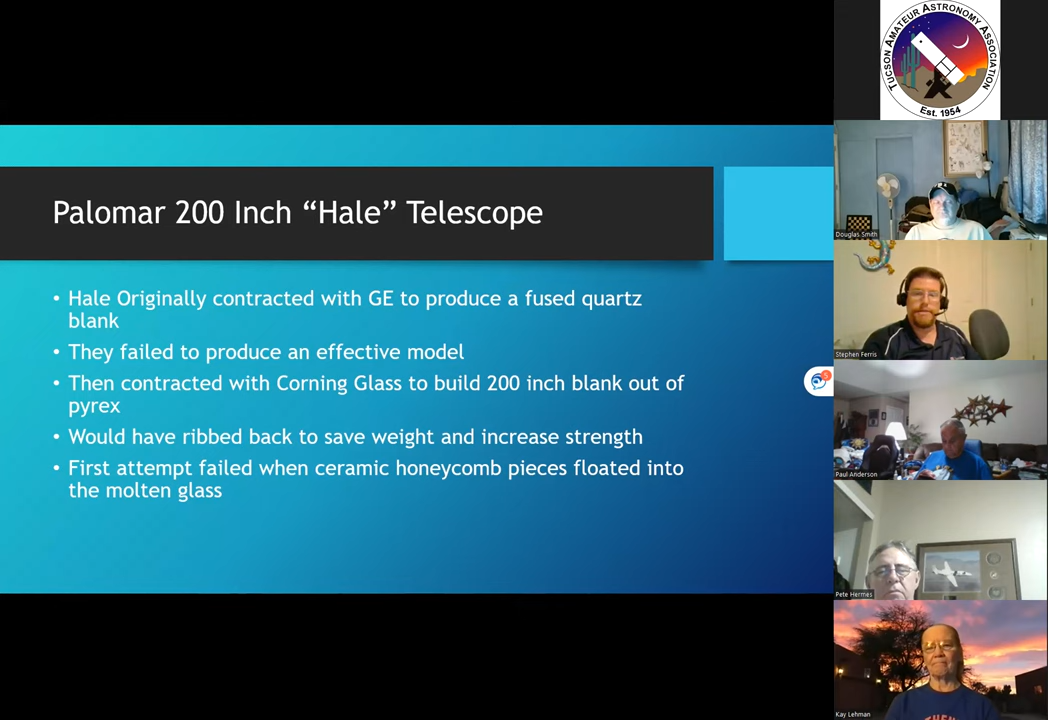 Palomar 200 Inch “Hale” Telescope
• Hale Originally contracted with GE to produce a fused quartz
blank
• They failed to produce an effective model
• Then contracted with Corning Glass to build 200 inch blank out of
pyrex
• Would have ribbed back to save weight and increase strength
• First attempt failed when ceramic honeycomb pieces floated into
the molten glass
TUCSON AMATEUR ASTRONOMY ASSOCIATION
Est. 1954
Douglas Smith
Stephen Ferris
Paul Anderson
Pete Hermes
Kay Lehman